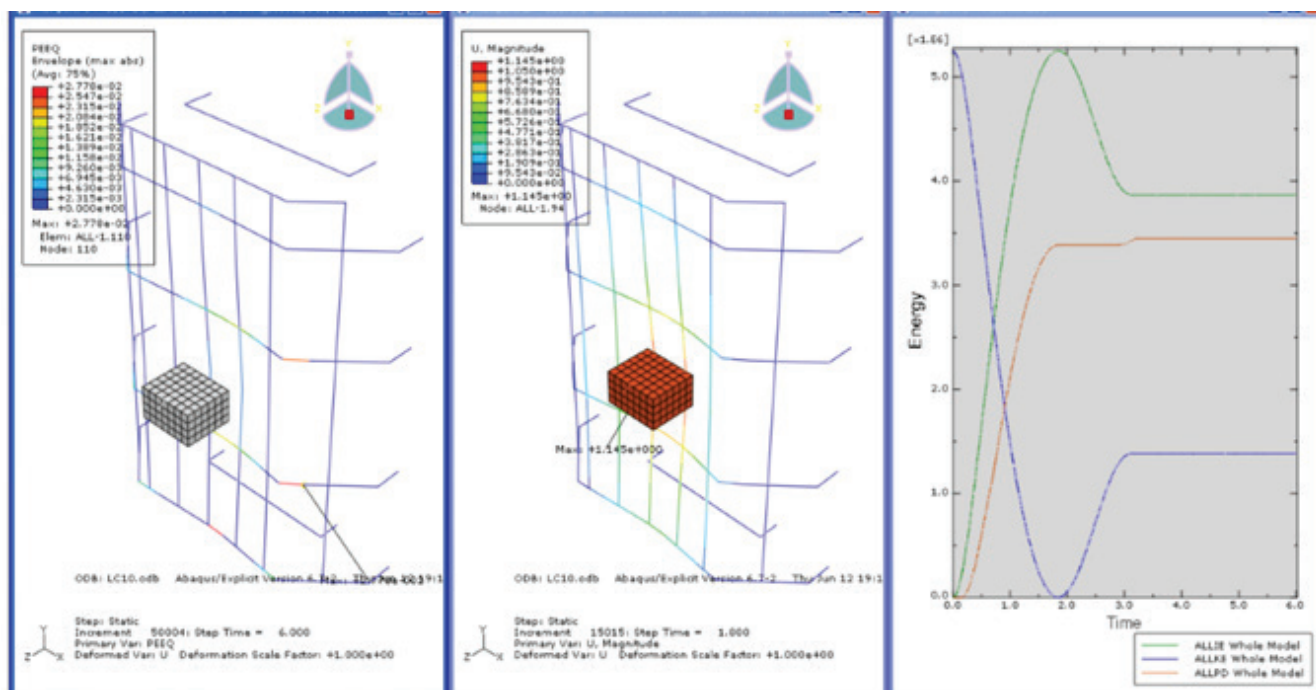 PEEQ
Envelope (max abs)
(Avg: 75%)
+2.778e-02
+2.547e-02
+2.315e-02
+2.084e-02
+1.852e-02
+1.621e-02
+1.389e-02
+1.158e-02
+9.260e-03
+6.945e-03
+4.630e-03
+2.315e-03
+0.000e+00
Max: +2.778e-02
Elem: ALL-1.110
Node: 110
Y
Z X
ODB: LC10.odb Abaqus/Explicit Version
Step: Static
Increment 50004: Step Time = 6.000
Primary Var: PEEQ
Deformed Var: U Deformation Scale Factor: +1.000e+00
Y
Z X
U, Magnitude
+1.145e+00
+1.050e+00
+9.543e-01
+8.589e-01
+7.634e-01
+6.680e-01
+5.726e-01
+4.771e-01
+3.817e-01
+2.863e-01
+1.909e-01
+9.543e-02
+0.000e+00
Max: +1.145e+00
Node: ALL-1.94
Y
Z X
Max: +1.145e+000
ODB: LC10.odb Abaqus/Explicit Version Thu Jun 12 19:1
Step: Static
Increment 15015: Step Time = 1.800
Primary Var: U, Magnitude
Deformed Var: U Deformation Scale Factor: +1.000e+00
Y
Z X
[x1.E6]
5.0
4.0
3.0
2.0
1.0
0.0
Energy
0.0 1.0 2.0 3.0 4.0 5.0 6.0
Time
ALLIE Whole Model
ALLKE Whole Model
ALLPD Whole Model